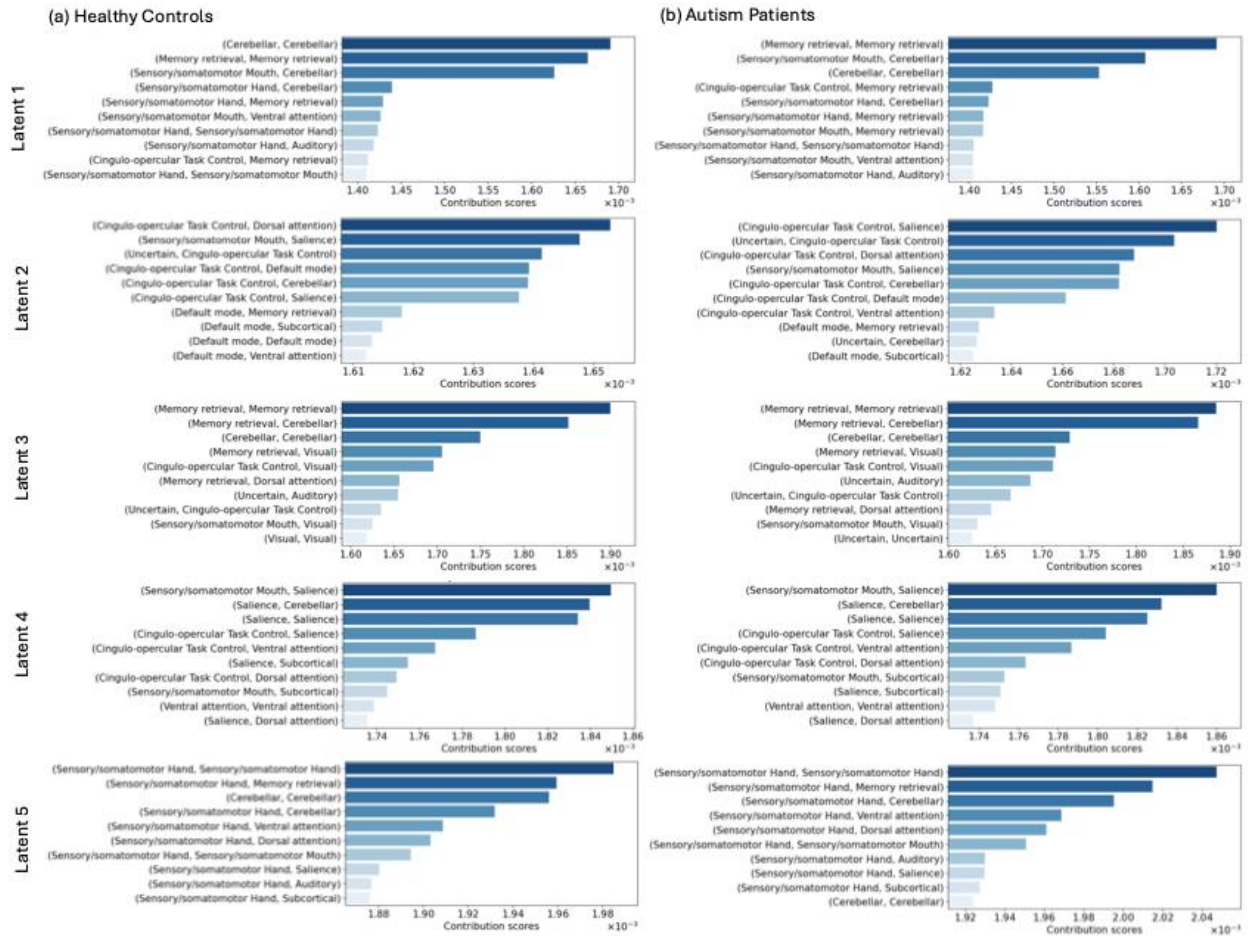 (a) Healthy Controls
(b) Autism Patients
Latent 1
(Cerebellar, Cerebellar)
(Memory retrieval, Memory retrieval)
(Sensory/somatomotor Mouth, Cerebellar)
(Sensory/somatomotor Hand, Cerebellar)
(Sensory/somatomotor Hand, Memory retrieval)
(Sensory/somatomotor Mouth, Ventral attention)
(Sensory/somatomotor Hand, Sensory/somatomotor Hand)
(Sensory/somatomotor Hand, Auditory)
(Cingulo-opercular Task Control, Memory retrieval)
(Sensory/somatomotor Hand, Sensory/somatomotor Mouth)
1.40 1.45 1.50 1.55 1.60 1.65 1.70
Contribution scores
×10⁻³
(Memory retrieval, Memory retrieval)
(Sensory/somatomotor Mouth, Cerebellar)
(Cerebellar, Cerebellar)
(Cingulo-opercular Task Control, Memory retrieval)
(Sensory/somatomotor Hand, Cerebellar)
(Sensory/somatomotor Hand, Memory retrieval)
(Sensory/somatomotor Mouth, Memory retrieval)
(Sensory/somatomotor Hand, Sensory/somatomotor Hand)
(Sensory/somatomotor Mouth, Ventral attention)
(Sensory/somatomotor Hand, Auditory)
1.40 1.45 1.50 1.55 1.60 1.65 1.70
Contribution scores
×10⁻³
Latent 2
(Cingulo-opercular Task Control, Dorsal attention)
(Sensory/somatomotor Mouth, Salience)
(Uncertain, Cingulo-opercular Task Control)
(Cingulo-opercular Task Control, Default mode)
(Cingulo-opercular Task Control, Cerebellar)
(Cingulo-opercular Task Control, Salience)
(Default mode, Memory retrieval)
(Default mode, Subcortical)
(Default mode, Default mode)
(Default mode, Ventral attention)
1.61 1.62 1.63 1.64 1.65
Contribution scores
×10⁻³
(Cingulo-opercular Task Control, Salience)
(Uncertain, Cingulo-opercular Task Control)
(Cingulo-opercular Task Control, Dorsal attention)
(Sensory/somatomotor Mouth, Salience)
(Cingulo-opercular Task Control, Cerebellar)
(Cingulo-opercular Task Control, Default mode)
(Cingulo-opercular Task Control, Ventral attention)
(Default mode, Memory retrieval)
(Uncertain, Cerebellar)
(Default mode, Subcortical)
1.62 1.64 1.66 1.68 1.70 1.72
Contribution scores
×10⁻³
Latent 3
(Memory retrieval, Memory retrieval)
(Memory retrieval, Cerebellar)
(Cerebellar, Cerebellar)
(Memory retrieval, Visual)
(Cingulo-opercular Task Control, Visual)
(Memory retrieval, Dorsal attention)
(Uncertain, Auditory)
(Uncertain, Cingulo-opercular Task Control)
(Sensory/somatomotor Mouth, Visual)
(Visual, Visual)
1.60 1.65 1.70 1.75 1.80 1.85 1.90
Contribution scores
×10⁻³
(Memory retrieval, Memory retrieval)
(Memory retrieval, Cerebellar)
(Cerebellar, Cerebellar)
(Memory retrieval, Visual)
(Cingulo-opercular Task Control, Visual)
(Uncertain, Auditory)
(Uncertain, Cingulo-opercular Task Control)
(Memory retrieval, Dorsal attention)
(Sensory/somatomotor Mouth, Visual)
(Uncertain, Uncertain)
1.60 1.65 1.70 1.75 1.80 1.85 1.90
Contribution scores
×10⁻³
Latent 4
(Sensory/somatomotor Mouth, Salience)
(Salience, Cerebellar)
(Salience, Salience)
(Cingulo-opercular Task Control, Salience)
(Cingulo-opercular Task Control, Ventral attention)
(Salience, Subcortical)
(Cingulo-opercular Task Control, Dorsal attention)
(Sensory/somatomotor Mouth, Subcortical)
(Ventral attention, Ventral attention)
(Salience, Dorsal attention)
1.74 1.76 1.78 1.80 1.82 1.84 1.86
Contribution scores
×10⁻³
(Sensory/somatomotor Mouth, Salience)
(Salience, Cerebellar)
(Salience, Salience)
(Cingulo-opercular Task Control, Salience)
(Cingulo-opercular Task Control, Ventral attention)
(Cingulo-opercular Task Control, Dorsal attention)
(Sensory/somatomotor Mouth, Subcortical)
(Salience, Subcortical)
(Ventral attention, Ventral attention)
(Salience, Dorsal attention)
1.74 1.76 1.78 1.80 1.82 1.84 1.86
Contribution scores
×10⁻³
Latent 5
(Sensory/somatomotor Hand, Sensory/somatomotor Hand)
(Sensory/somatomotor Hand, Memory retrieval)
(Cerebellar, Cerebellar)
(Sensory/somatomotor Hand, Cerebellar)
(Sensory/somatomotor Hand, Ventral attention)
(Sensory/somatomotor Hand, Dorsal attention)
(Sensory/somatomotor Hand, Sensory/somatomotor Mouth)
(Sensory/somatomotor Hand, Salience)
(Sensory/somatomotor Hand, Auditory)
(Sensory/somatomotor Hand, Subcortical)
1.88 1.90 1.92 1.94 1.96 1.98
Contribution scores
×10⁻³
(Sensory/somatomotor Hand, Sensory/somatomotor Hand)
(Sensory/somatomotor Hand, Memory retrieval)
(Sensory/somatomotor Hand, Cerebellar)
(Sensory/somatomotor Hand, Ventral attention)
(Sensory/somatomotor Hand, Dorsal attention)
(Sensory/somatomotor Hand, Sensory/somatomotor Mouth)
(Sensory/somatomotor Hand, Auditory)
(Sensory/somatomotor Hand, Salience)
(Sensory/somatomotor Hand, Subcortical)
(Cerebellar, Cerebellar)
1.92 1.94 1.96 1.98 2.00 2.02 2.04
Contribution scores
×10⁻³